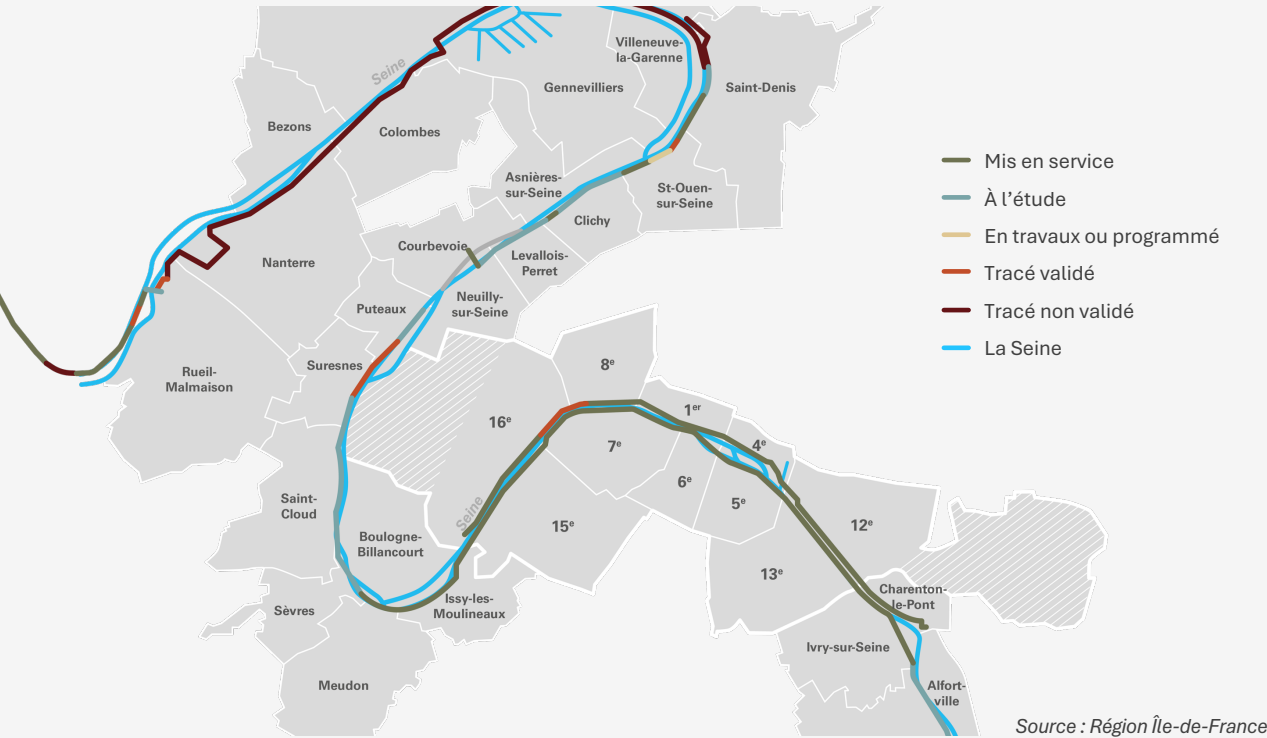 Villeneuve-
la-Garenne
Seine
Gennevilliers
Saint-Denis
Bezons
Colombes
Asnières-
sur-Seine
St-Ouen-
sur-Seine
Clichy
Courbevoie
Levallois-
Perret
Nanterre
Neuilly-
sur-Seine
Puteaux
Suresnes
Rueil-
Malmaison
8e
16e
1er
7e
4e
6e
5e
Seine
15e
12e
13e
Saint-
Cloud
Boulogne-
Billancourt
Charenton-
le-Pont
Sèvres
Issy-les-
Moulineaux
Ivry-sur-Seine
Meudon
Alfort-
ville
Mis en service
À l’étude
En travaux ou programmé
Tracé validé
Tracé non validé
La Seine
Source : Région Île-de-France